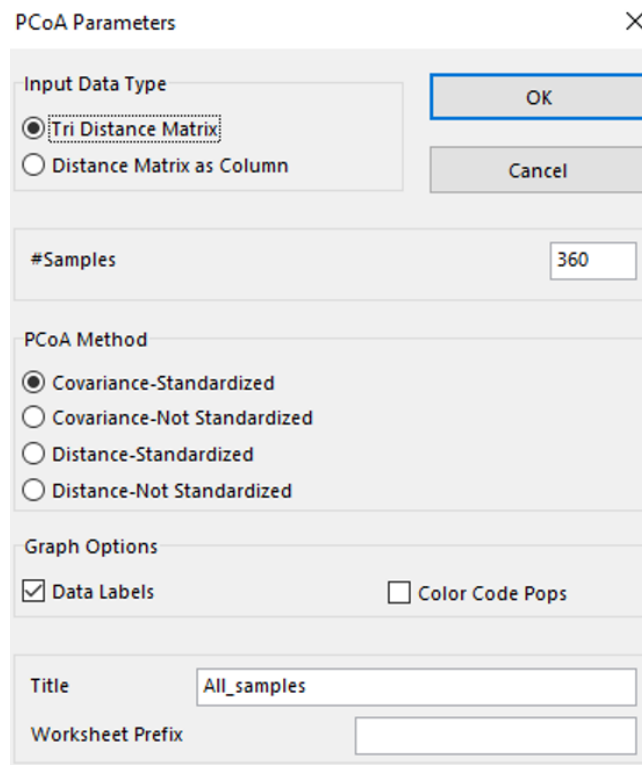 PCoA Parameters
Input Data Type
OK
Tri Distance Matrix
Distance Matrix as Column
Cancel
#Samples
360
PCoA Method
Covariance-Standardized
Covariance-Not Standardized
Distance-Standardized
Distance-Not Standardized
Graph Options
Data Labels
Color Code Pops
Title
All_samples
Worksheet Prefix